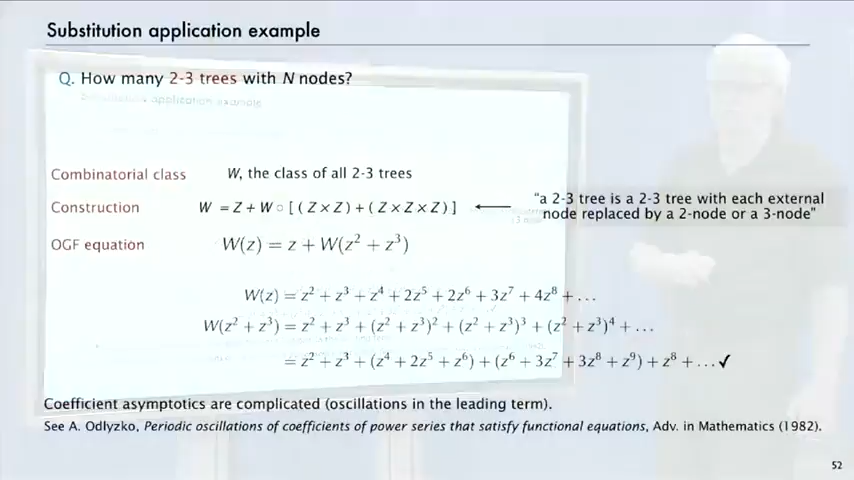 Substitution application example
Q. How many 2-3 trees with N nodes?
Substitution application example
Combinatorial class W, the class of all 2-3 trees
Construction W = Z + W ○ [ ( Z × Z ) + ( Z × Z × Z ) ]
"a 2-3 tree is a 2-3 tree with each external
node replaced by a 2-node or a 3-node"
OGF equation W(z) = z + W(z² + z³)
W(z) = z² + z³ + z⁴ + 2z⁵ + 2z⁶ + 3z⁷ + 4z⁸ + . . .
W(z² + z³) = z² + z³ + (z² + z³)² + (z² + z³)³ + (z² + z³)⁴ + . . .
= z² + z³ + (z⁴ + 2z⁵ + z⁶) + (z⁶ + 3z⁷ + 3z⁸ + z⁹) + z⁸ + . . . ✓
Coefficient asymptotics are complicated (oscillations in the leading term).
See A. Odlyzko, Periodic oscillations of coefficients of power series that satisfy functional equations, Adv. in Mathematics (1982).
52